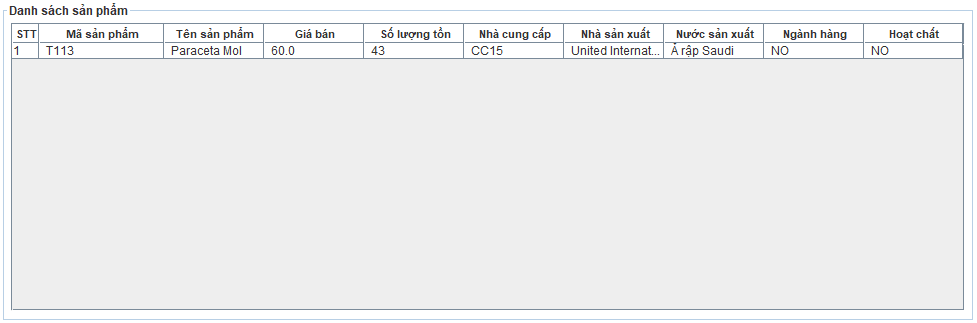 Danh sách sản phẩm
STT Mã sản phẩm Tên sản phẩm Giá bán Số lượng tồn Nhà cung cấp Nhà sản xuất Nước sản xuất Ngành hàng Hoạt chất
1 T113 Paraceta Mol 60.0 43 CC15 United Internat... Ả rập Saudi NO NO